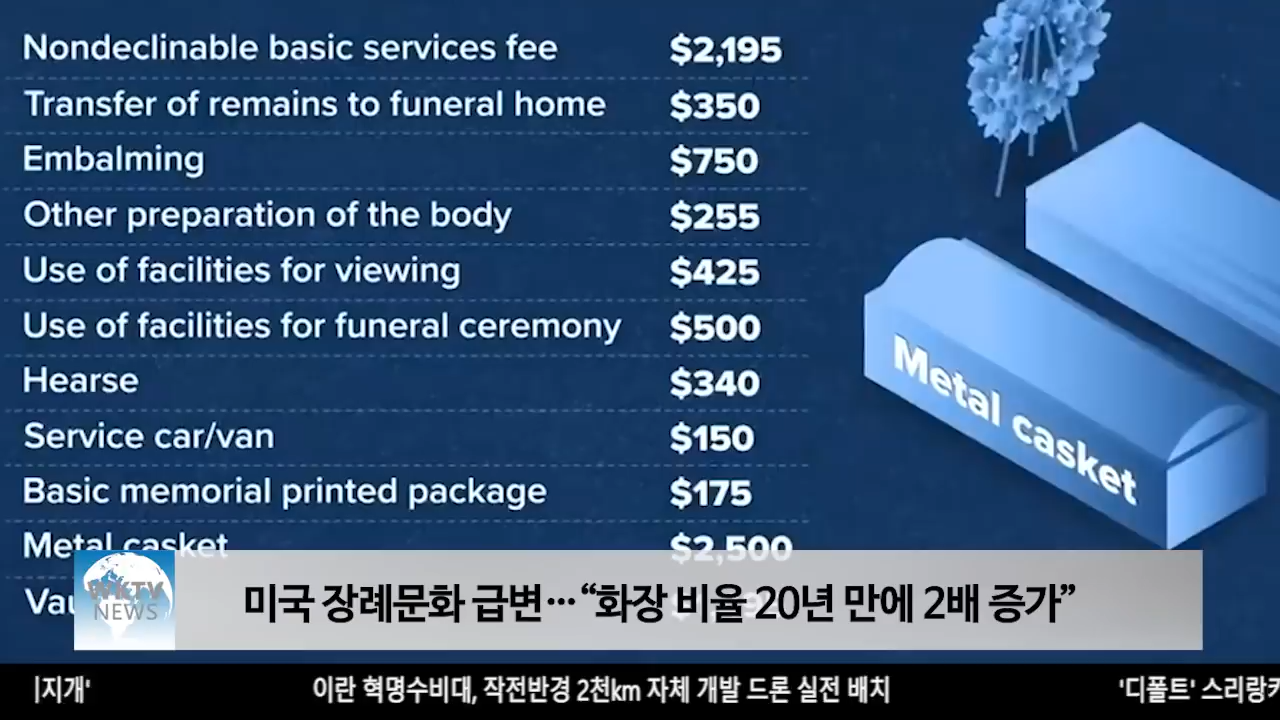 Nondeclinable basic services fee $2,195
Transfer of remains to funeral home $350
Embalming $750
Other preparation of the body $255
Use of facilities for viewing $425
Use of facilities for funeral ceremony $500
Hearse $340
Service car/van $150
Basic memorial printed package $175
Metal casket $2,500
Metal casket
WKTV
NEWS
미국 장례문화 급변…“화장 비율 20년 만에 2배 증가”
지개' 이란 혁명수비대, 작전반경 2천km 자체 개발 드론 실전 배치 '디폴트' 스리랑카